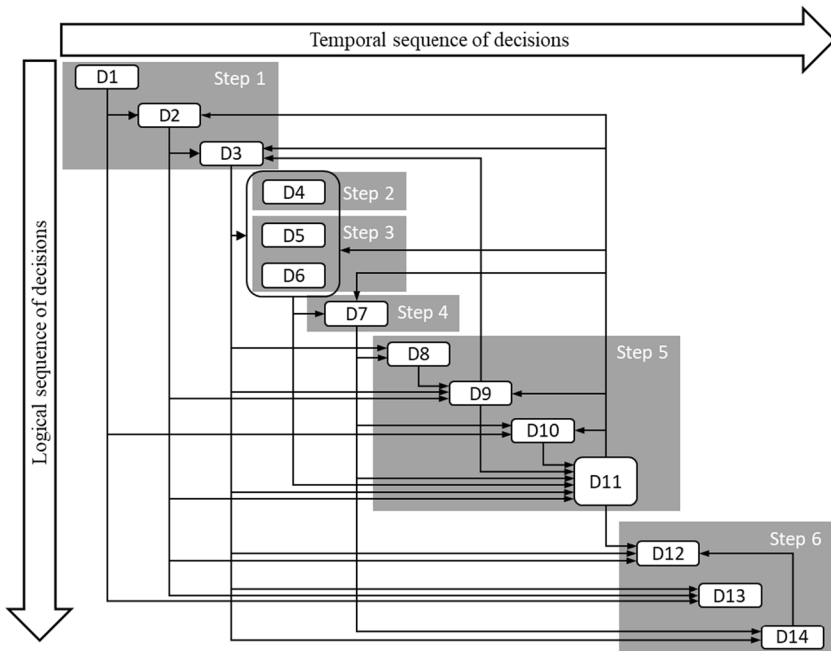 Temporal sequence of decisions
Logical sequence of decisions
D1
Step 1
D2
D3
D4
Step 2
D5
Step 3
D6
D7
Step 4
D8
Step 5
D9
D10
D11
Step 6
D12
D13
D14